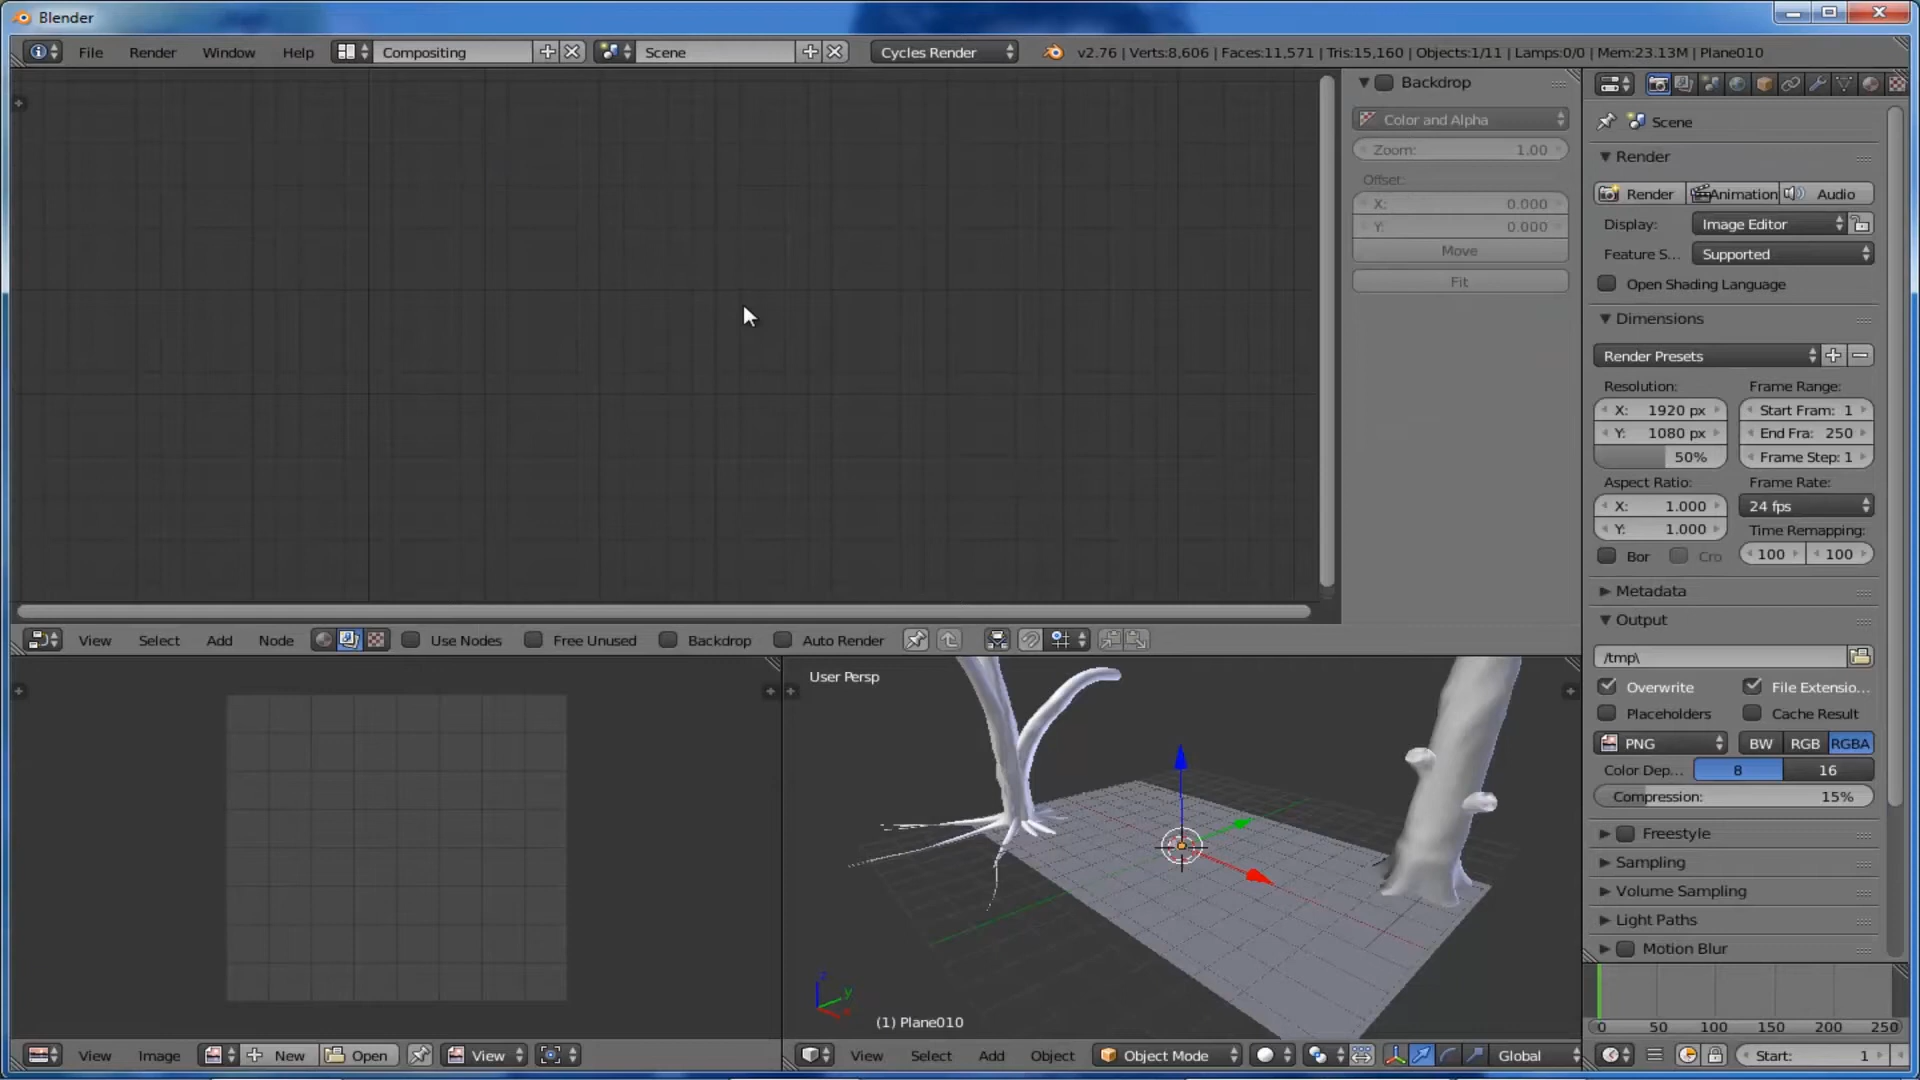 Blender
File Render Window Help Compositing Scene Cycles Render v2.76 | Verts:8,606 | Faces:11,571 | Tris:15,160 | Objects:1/11 | Lamps:0/0 | Mem:23.13M | Plane010
Backdrop
Color and Alpha
Zoom: 1.00
Offset:
X: 0.000
Y: 0.000
Move
Fit
Scene
Render
Render Animation Audio
Display: Image Editor
Feature S... Supported
Open Shading Language
Dimensions
Render Presets
Resolution: Frame Range:
X: 1920 px Start Fram: 1
Y: 1080 px End Fra: 250
50% Frame Step: 1
Aspect Ratio: Frame Rate:
X: 1.000 24 fps
Y: 1.000 Time Remapping:
Bor Cro 100 100
Metadata
Output
/tmp\
Overwrite File Extensio...
Placeholders Cache Result
PNG BW RGB RGBA
Color Dep... 8 16
Compression: 15%
Freestyle
Sampling
Volume Sampling
Light Paths
Motion Blur
View Select Add Node Use Nodes Free Unused Backdrop Auto Render
User Persp
z
y
x
(1) Plane010
0 50 100 150 200 250
View Image New Open View
View Select Add Object Object Mode Global
Start: 1